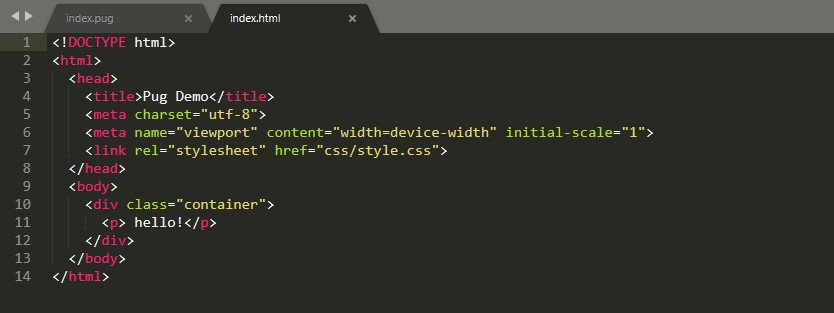 index.pug × index.html ×
1 <!DOCTYPE html>
2 <html>
3   <head>
4     <title>Pug Demo</title>
5     <meta charset="utf-8">
6     <meta name="viewport" content="width=device-width" initial-scale="1">
7     <link rel="stylesheet" href="css/style.css">
8   </head>
9   <body>
10     <div class="container">
11       <p> hello!</p>
12     </div>
13   </body>
14 </html>